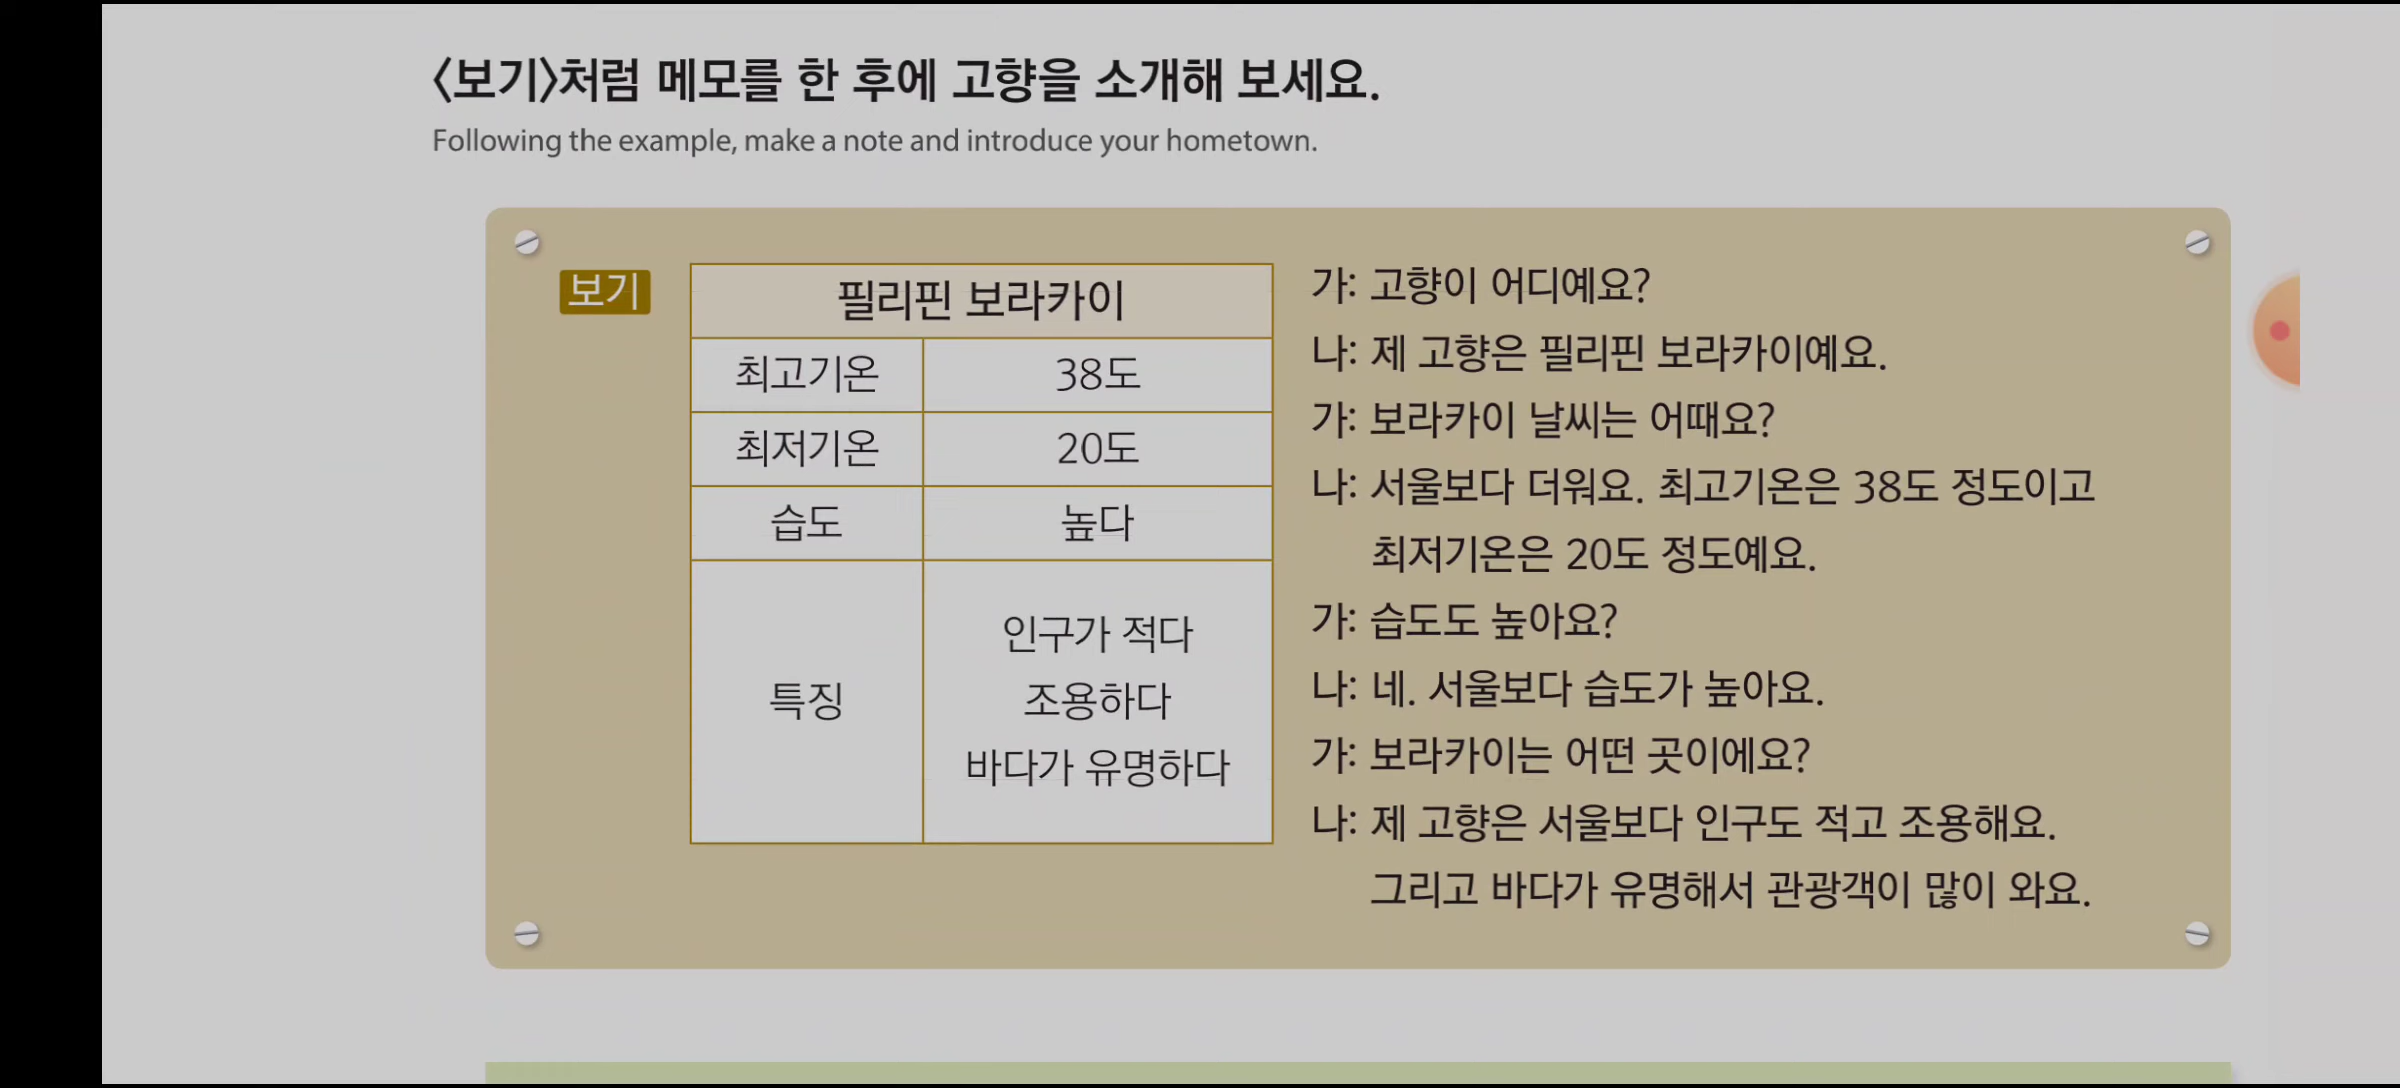 〈보기〉처럼 메모를 한 후에 고향을 소개해 보세요.
Following the example, make a note and introduce your hometown.
보기
필리핀 보라카이
최고기온 38도
최저기온 20도
습도 높다
특징
인구가 적다
조용하다
바다가 유명하다
가: 고향이 어디예요?
나: 제 고향은 필리핀 보라카이예요.
가: 보라카이 날씨는 어때요?
나: 서울보다 더워요. 최고기온은 38도 정도이고
최저기온은 20도 정도예요.
가: 습도도 높아요?
나: 네. 서울보다 습도가 높아요.
가: 보라카이는 어떤 곳이에요?
나: 제 고향은 서울보다 인구도 적고 조용해요.
그리고 바다가 유명해서 관광객이 많이 와요.